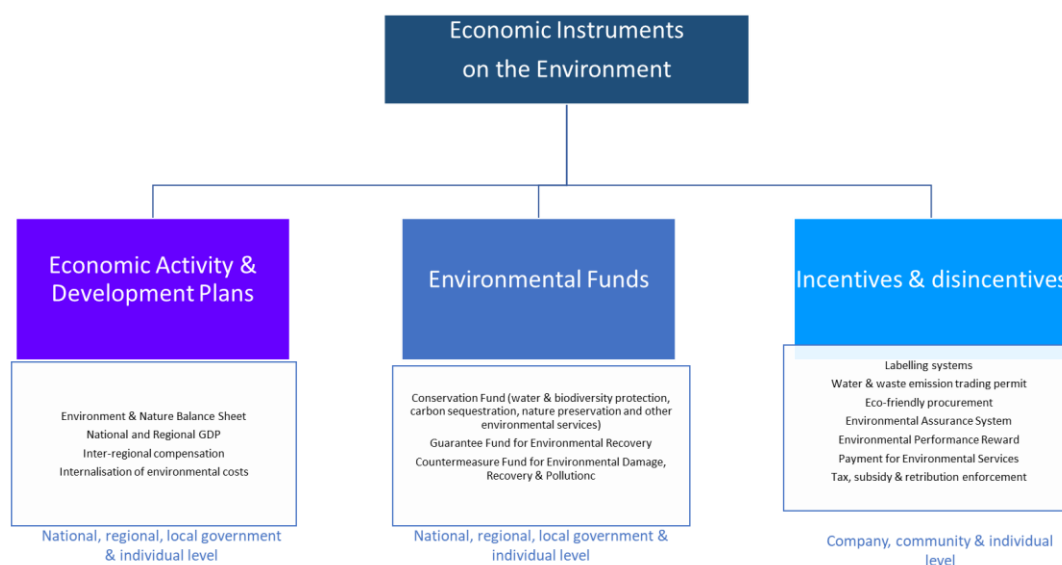 Economic Instruments
on the Environment
Economic Activity &
Development Plans
Environment & Nature Balance Sheet
National and Regional GDP
Inter-regional compensation
Internalisation of environmental costs
National, regional, local government
& individual level
Environmental Funds
Conservation Fund (water & biodiversity protection,
carbon sequestration, nature preservation and other
environmental services)
Guarantee Fund for Environmental Recovery
Countermeasure Fund for Environmental Damage,
Recovery & Pollutionc
National, regional, local government &
individual level
Incentives & disincentives
Labelling systems
Water & waste emission trading permit
Eco-friendly procurement
Environmental Assurance System
Environmental Performance Reward
Payment for Environmental Services
Tax, subsidy & retribution enforcement
Company, community & individual
level